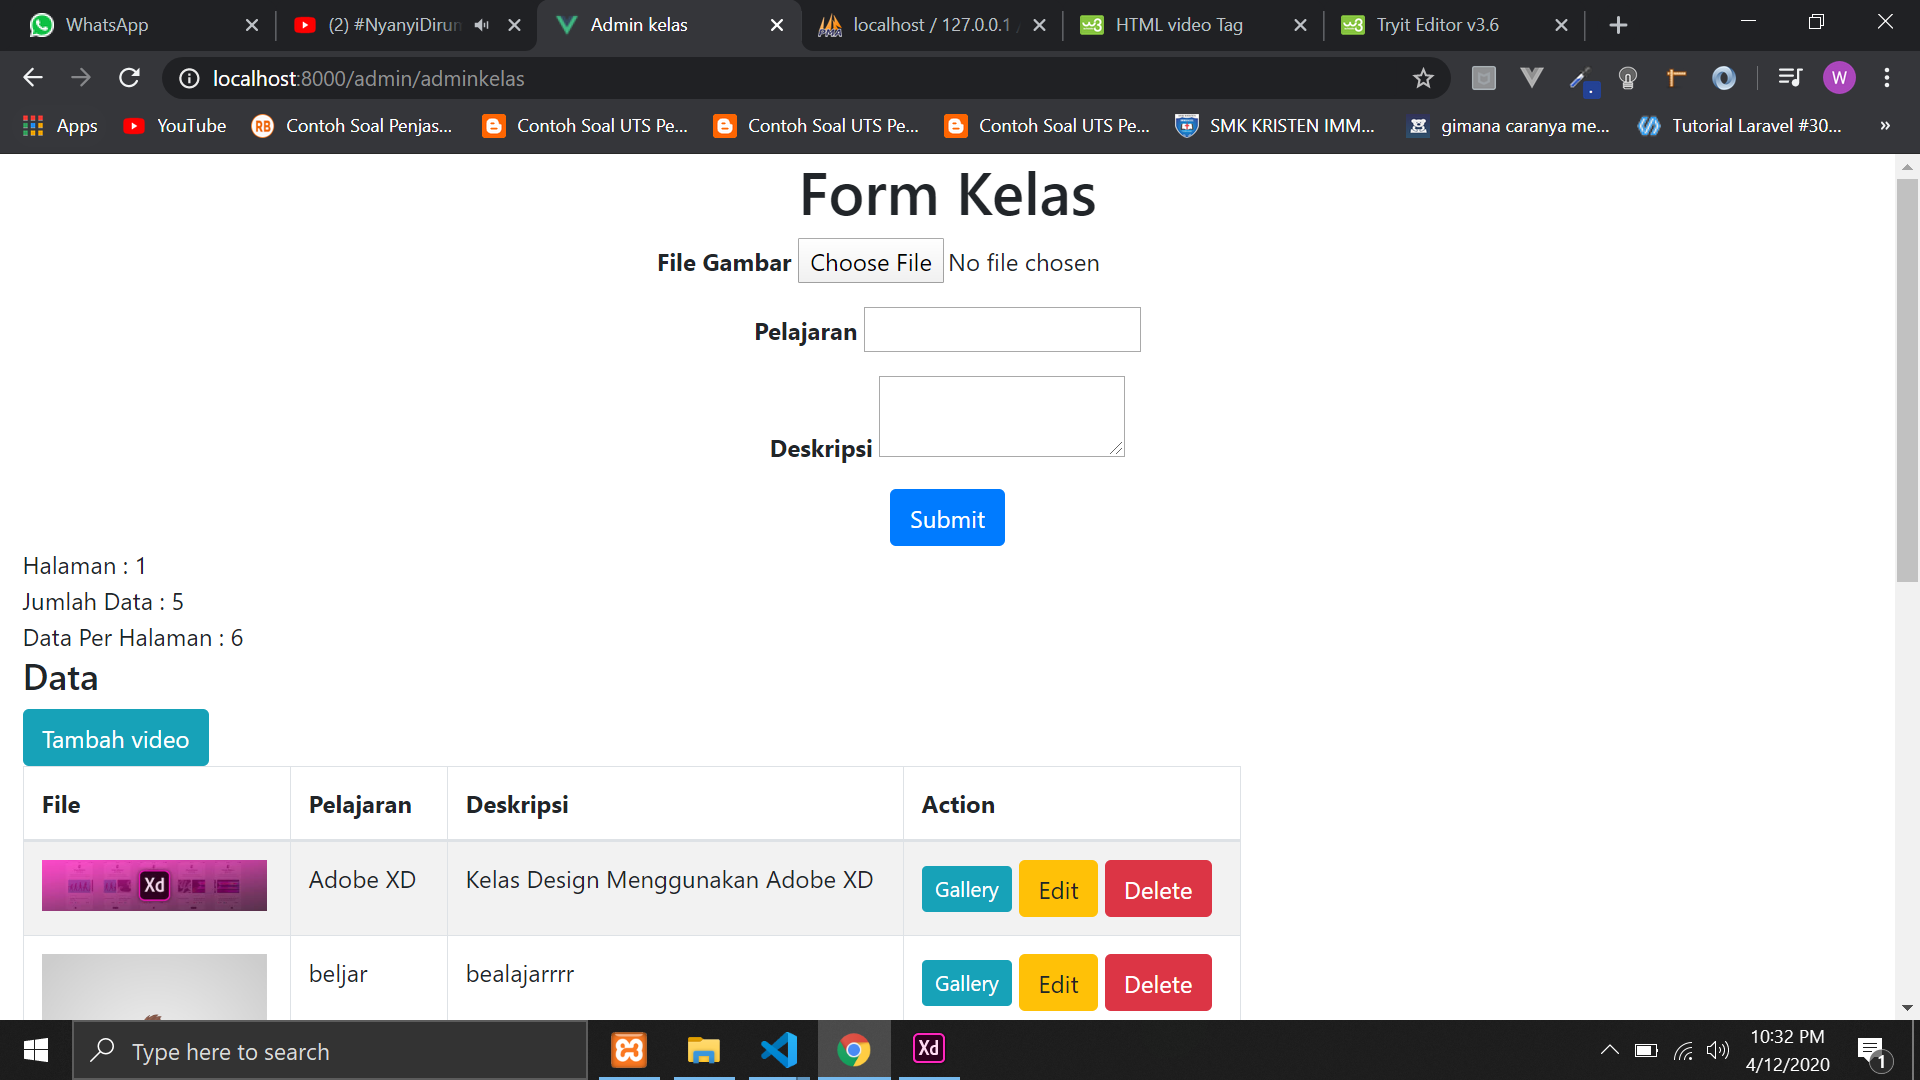 WhatsApp
(2) #NyanyiDirum
Admin kelas
localhost / 127.0.0.1 /
HTML video Tag
Tryit Editor v3.6
localhost:8000/admin/adminkelas
W
Apps
YouTube
RB
Contoh Soal Penjas...
Contoh Soal UTS Pe...
Contoh Soal UTS Pe...
Contoh Soal UTS Pe...
SMK KRISTEN IMM...
gimana caranya me...
Tutorial Laravel #30...
»
Form Kelas
File Gambar Choose File No file chosen
Pelajaran
Deskripsi
Submit
Halaman : 1
Jumlah Data : 5
Data Per Halaman : 6
Data
Tambah video
File Pelajaran Deskripsi Action
Xd Adobe XD Kelas Design Menggunakan Adobe XD Gallery Edit Delete
beljar bealajarrrr Gallery Edit Delete
Type here to search
Xd
10:32 PM
4/12/2020
1